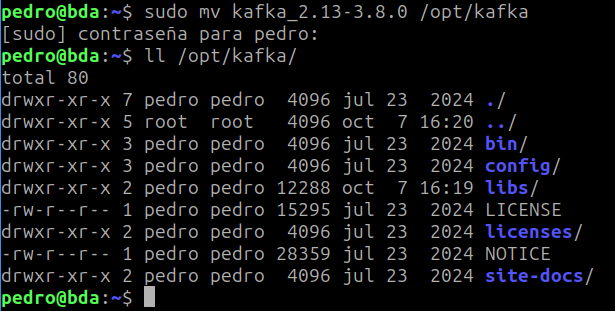 pedro@bda:~$ sudo mv kafka_2.13-3.8.0 /opt/kafka
[sudo] contraseña para pedro:
pedro@bda:~$ ll /opt/kafka/
total 80
drwxr-xr-x 7 pedro pedro  4096 jul 23  2024 ./
drwxr-xr-x 5 root  root   4096 oct  7 16:20 ../
drwxr-xr-x 3 pedro pedro  4096 jul 23  2024 bin/
drwxr-xr-x 3 pedro pedro  4096 jul 23  2024 config/
drwxr-xr-x 2 pedro pedro 12288 oct  7 16:19 libs/
-rw-r--r-- 1 pedro pedro 15295 jul 23  2024 LICENSE
drwxr-xr-x 2 pedro pedro  4096 jul 23  2024 licenses/
-rw-r--r-- 1 pedro pedro 28359 jul 23  2024 NOTICE
drwxr-xr-x 2 pedro pedro  4096 jul 23  2024 site-docs/
pedro@bda:~$